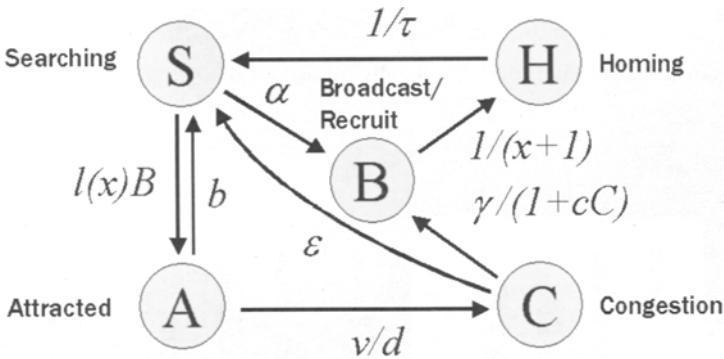 1/τ
Searching
S
H
Homing
α
Broadcast/
Recruit
1/(x+1)
l(x)B
b
B
γ/(1+cC)
ε
Attracted
A
C
Congestion
v/d